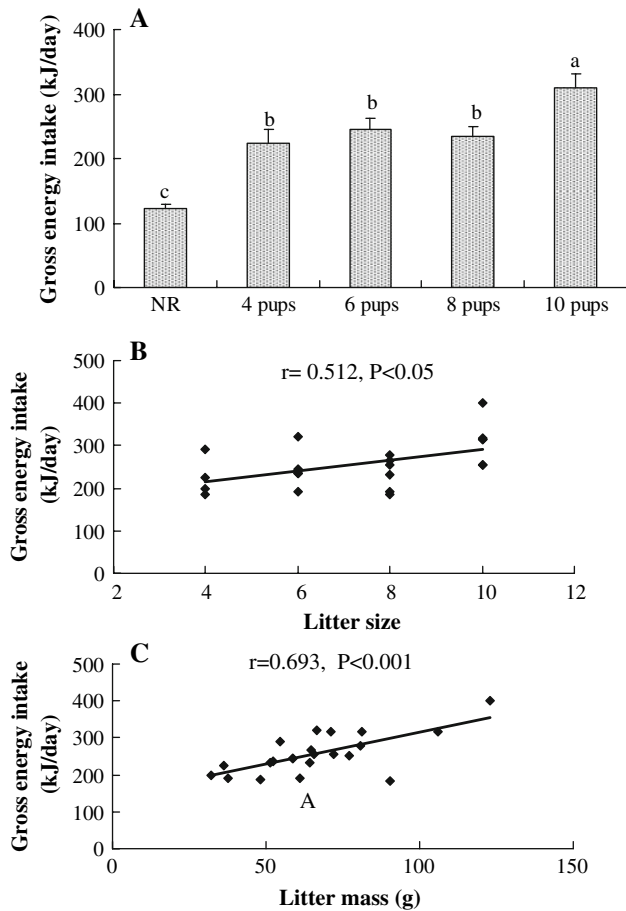 A
Gross energy intake (kJ/day)
400
300
200
100
0
c
b
b
b
a
NR
4 pups
6 pups
8 pups
10 pups
B
r= 0.512, P<0.05
Gross energy intake
(kJ/day)
500
400
300
200
100
0
2
4
6
8
10
12
Litter size
C
r=0.693, P<0.001
Gross energy intake
(kJ/day)
500
400
300
200
100
0
A
0
50
100
150
Litter mass (g)